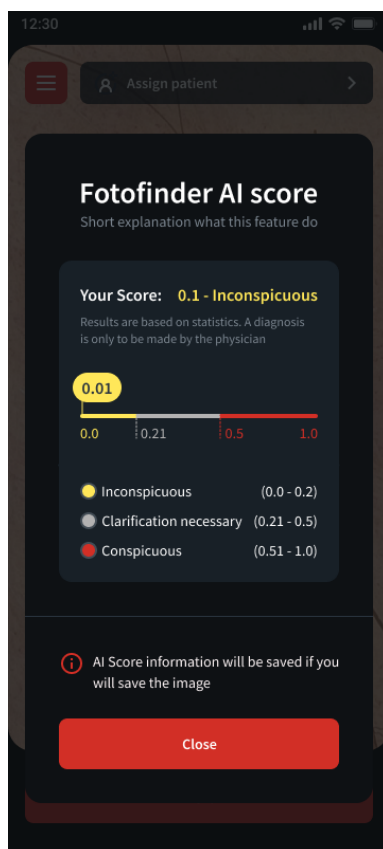 12:30
Assign patient
Fotofinder AI score
Short explanation what this feature do
Your Score: 0.1 - Inconspicuous
Results are based on statistics. A diagnosis
is only to be made by the physician
0.01
0.0 0.21 0.5 1.0
Inconspicuous (0.0 - 0.2)
Clarification necessary (0.21 - 0.5)
Conspicuous (0.51 - 1.0)
AI Score information will be saved if you
will save the image
Close